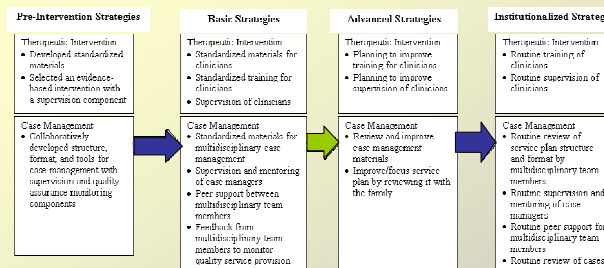 Pre-Intervention Strategies
Therapeutic Intervention
• Developed standardized
materials
• Selected an evidence-
based intervention with
a supervision component
Case Management
• Collaboratively
developed structure,
format, and tools for
case management with
supervision and quality
assurance monitoring
components
Basic Strategies
Therapeutic Intervention
• Standardized materials for
clinicians
• Standardized training for
clinicians
• Supervision of clinicians
Case Management
• Standardized materials for
multidisciplinary case
management
• Supervision and mentoring
of case managers
• Peer support between
multidisciplinary team
members
• Feedback from
multidisciplinary team
members to monitor
quality service provision
Advanced Strategies
Therapeutic Intervention
• Planning to improve
training for clinicians
• Planning to improve
supervision of clinicians
Case Management
• Review and improve
case management
materials
• Improve/focus service
plan by reviewing it with
the family
Institutionalized Strateg
Therapeutic Intervention
• Routine training of
clinicians
• Routine supervision of
clinicians
Case Management
• Routine review of
service plan structure
and format by
multidisciplinary team
members
• Routine supervision and
mentoring of case
managers
• Routine peer support for
multidisciplinary team
members
• Routine review of cases